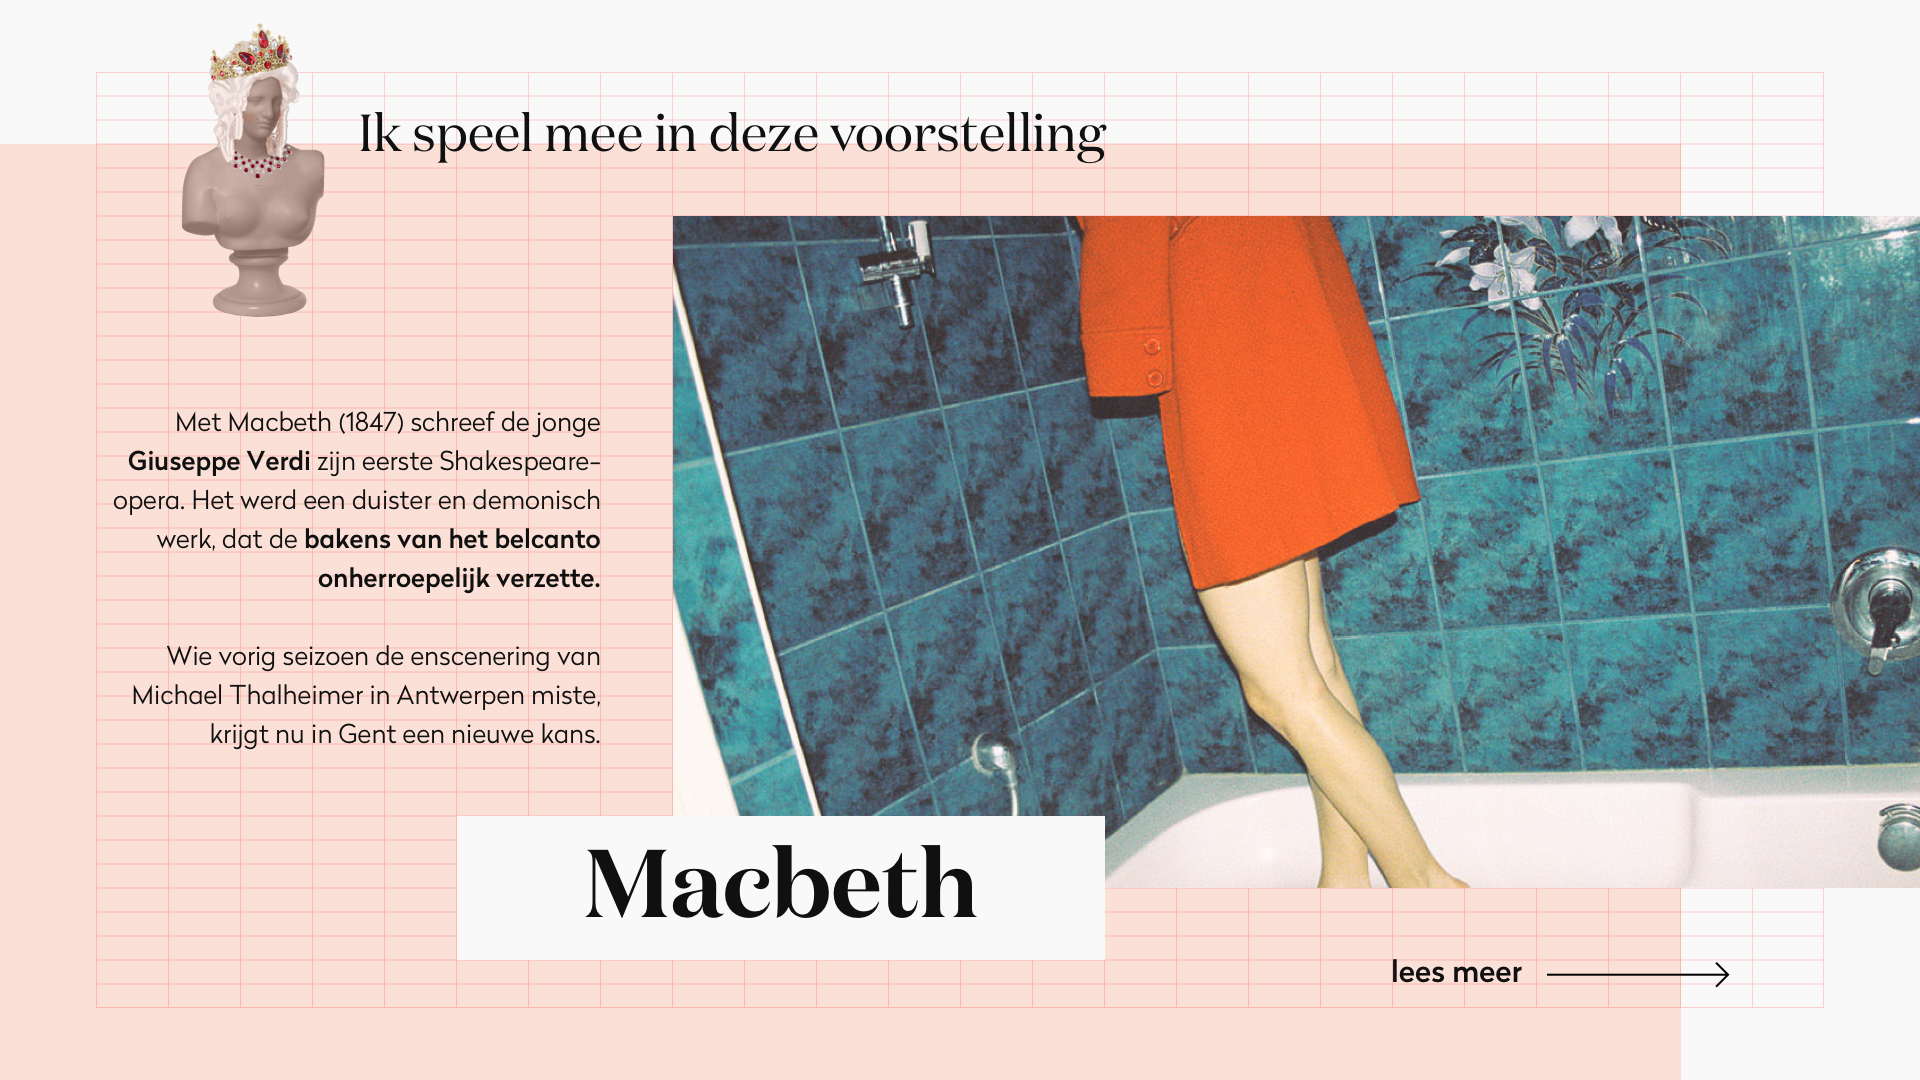 Ik speel mee in deze voorstelling
Met Macbeth (1847) schreef de jonge
Giuseppe Verdi zijn eerste Shakespeare-
opera. Het werd een duister en demonisch
werk, dat de bakens van het belcanto
onherroepelijk verzette.
Wie vorig seizoen de enscenering van
Michael Thalheimer in Antwerpen miste,
krijgt nu in Gent een nieuwe kans.
Macbeth
lees meer